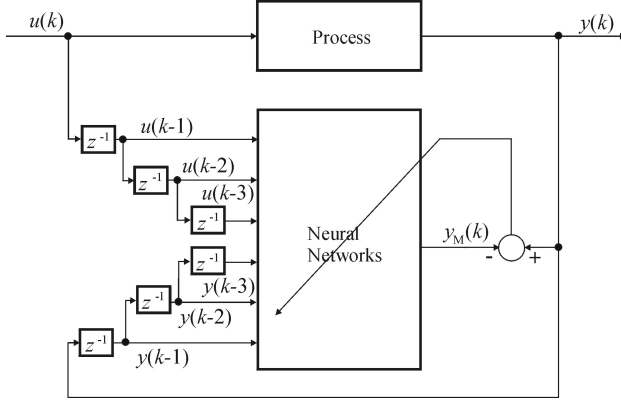 u(k)
Process
y(k)
z⁻¹
u(k-1)
z⁻¹
u(k-2)
u(k-3)
z⁻¹
Neural
Networks
y_M(k)
-
+
z⁻¹
y(k-3)
z⁻¹
y(k-2)
z⁻¹
y(k-1)